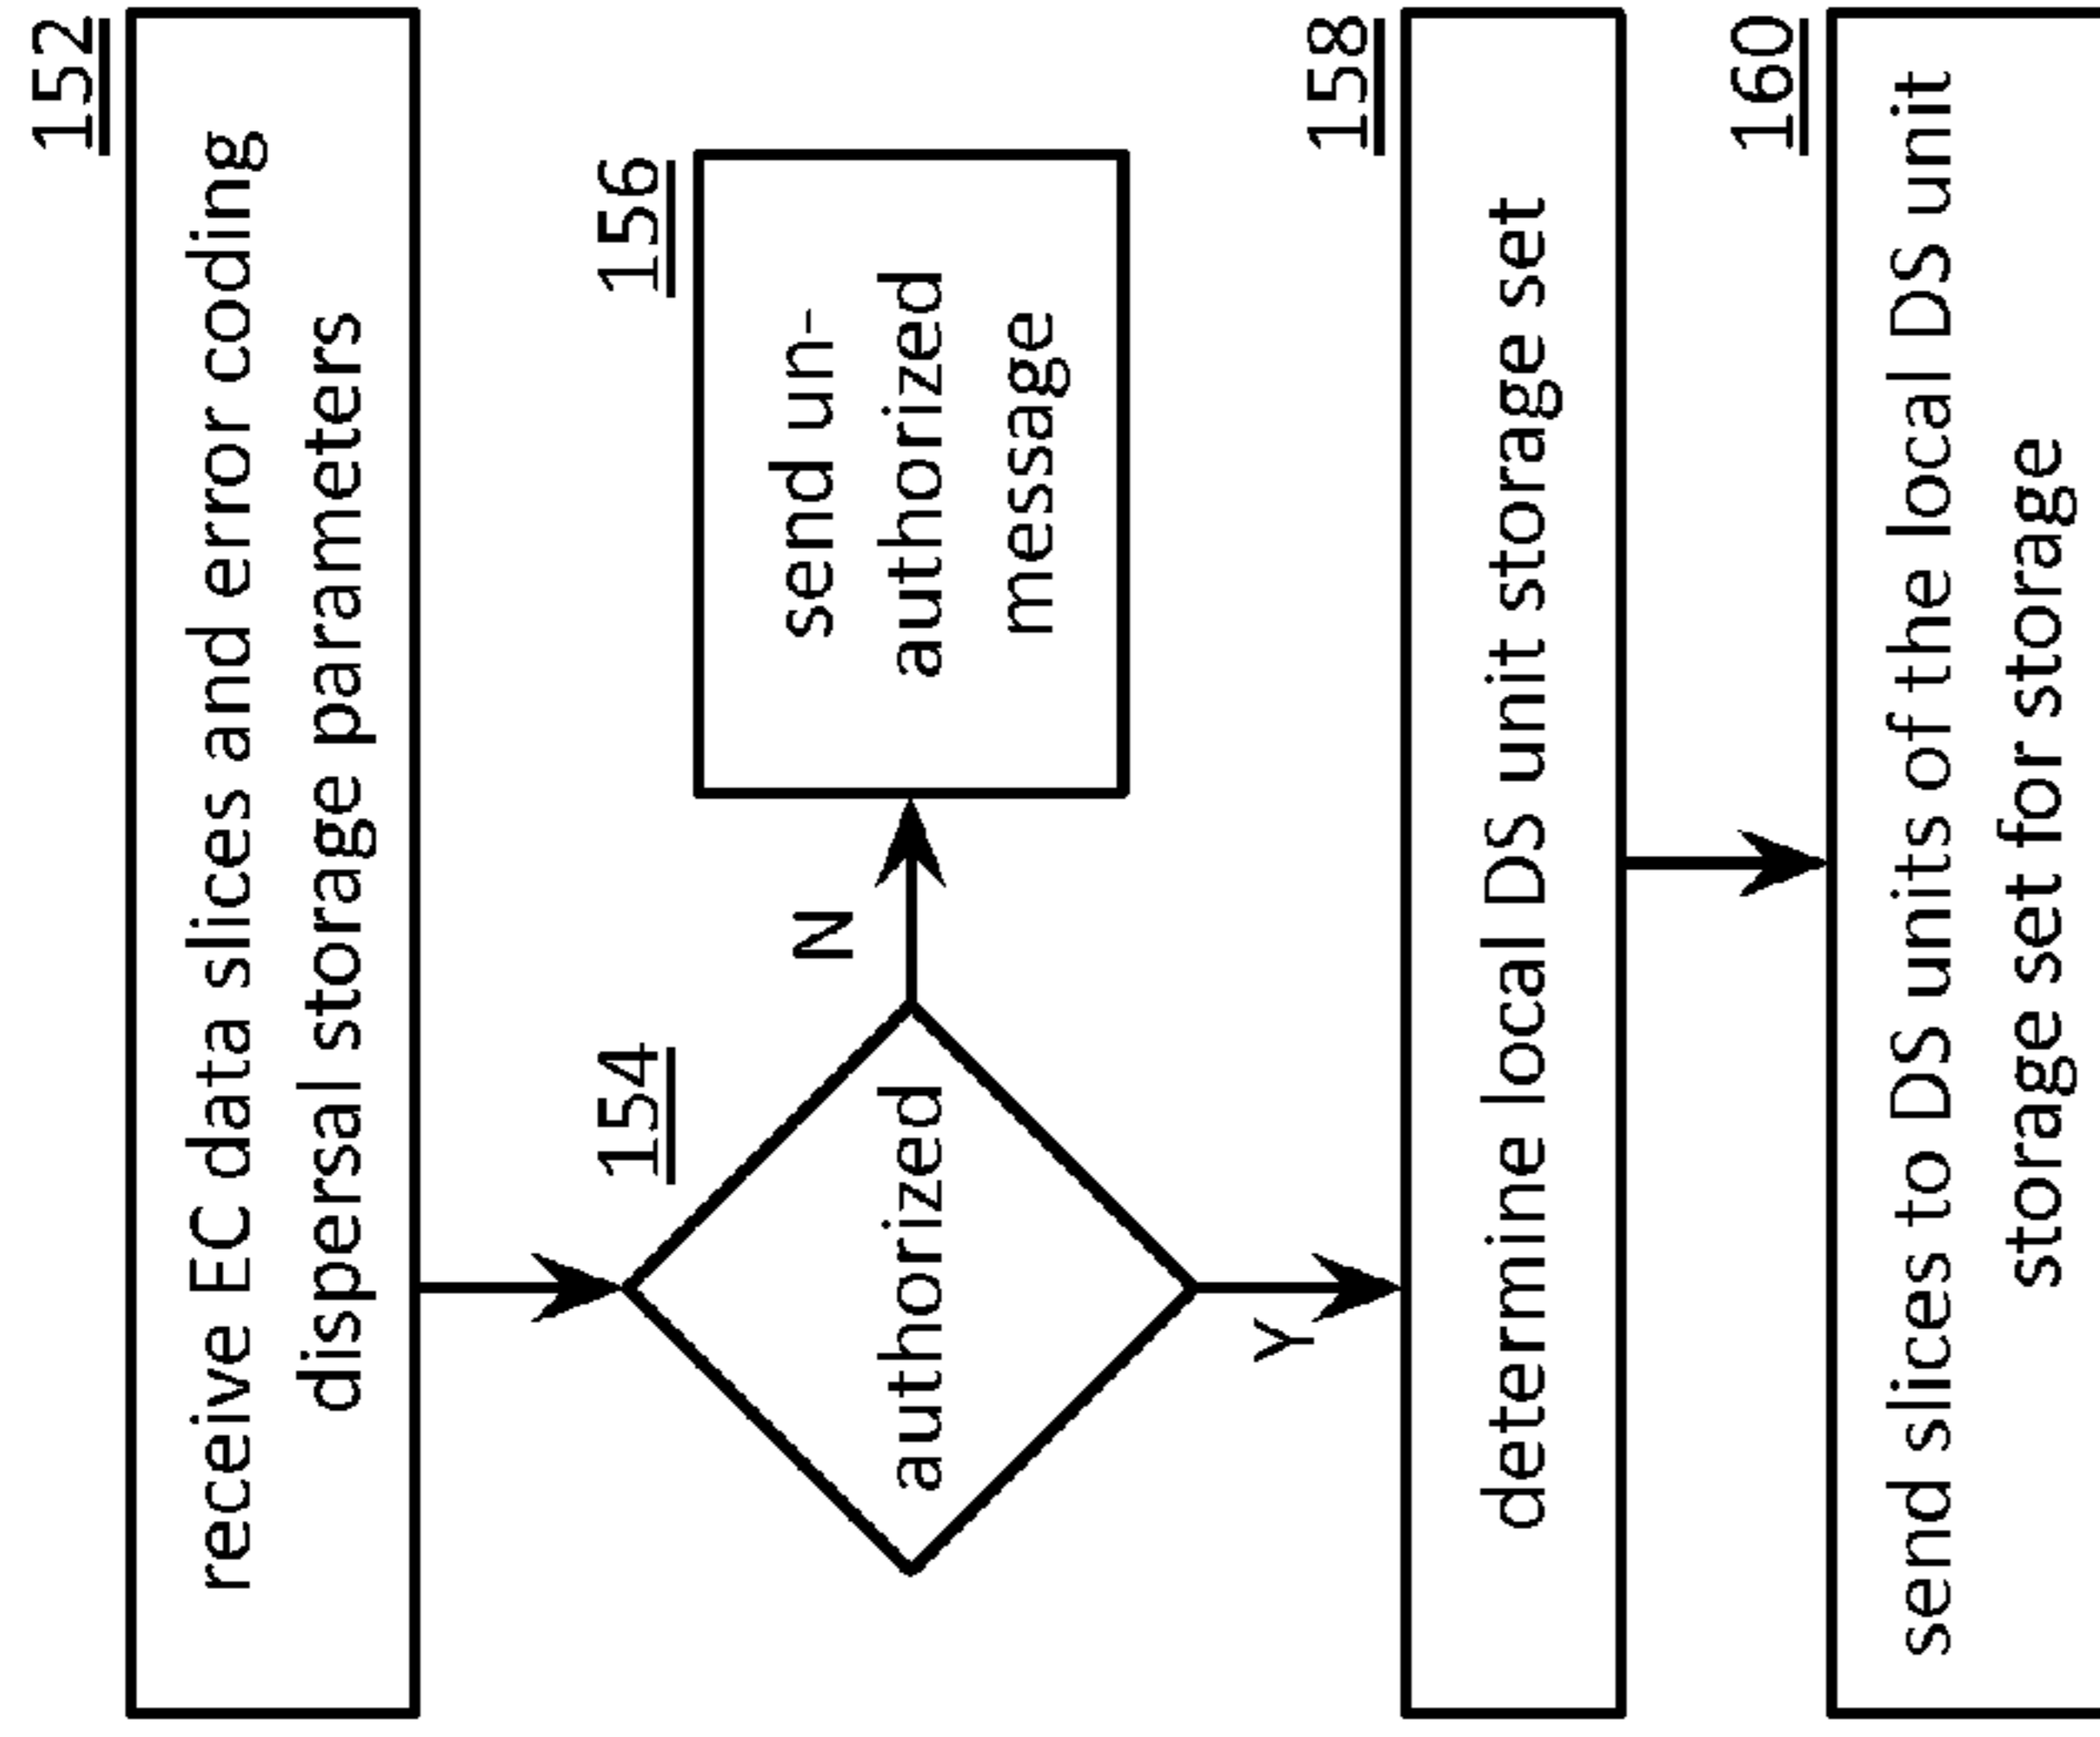 152
receive EC data slices and error coding
dispersal storage parameters
154
authorized
N
156
send un-
authorized
message
Y
158
determine local DS unit storage set
160
send slices to DS units of the local DS unit
storage set for storage